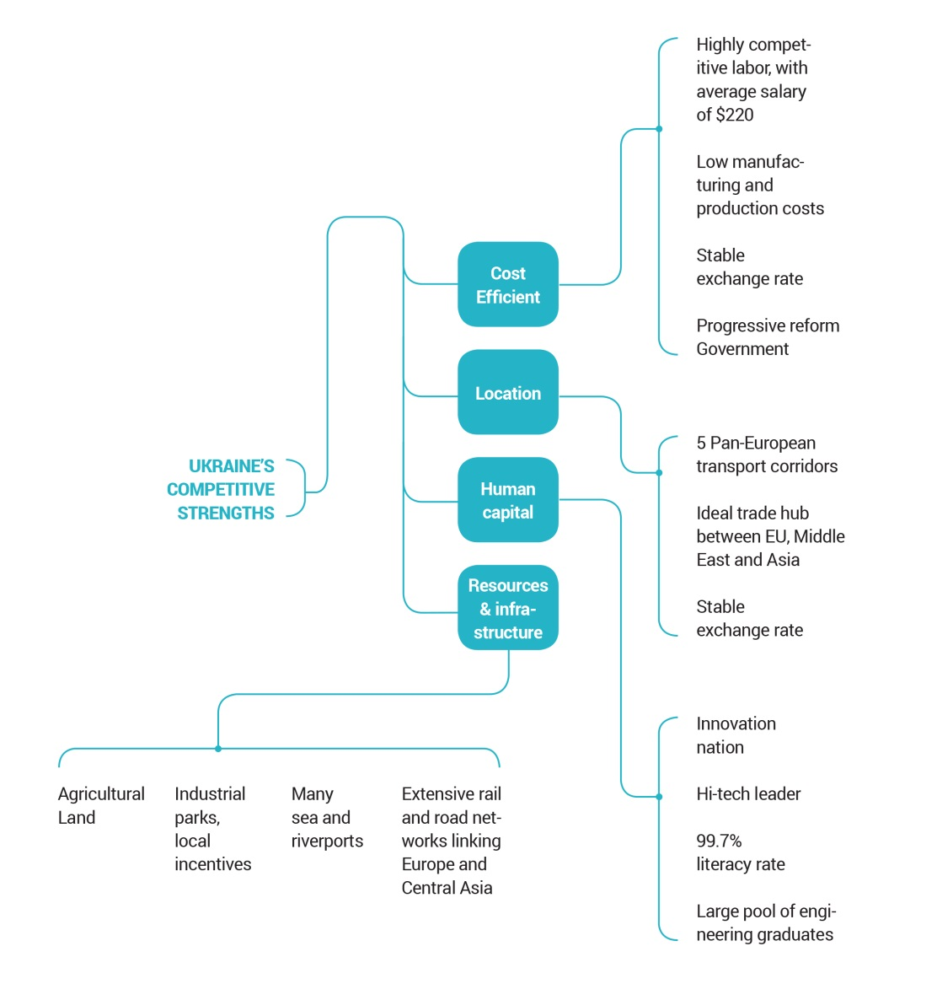 UKRAINE'S
COMPETITIVE
STRENGTHS
Cost
Efficient
Highly compet-
itive labor, with
average salary
of $220
Low manufac-
turing and
production costs
Stable
exchange rate
Progressive reform
Government
Location
5 Pan-European
transport corridors
Ideal trade hub
between EU, Middle
East and Asia
Stable
exchange rate
Human
capital
Innovation
nation
Hi-tech leader
99.7%
literacy rate
Large pool of engi-
neering graduates
Resources
& infra-
structure
Agricultural
Land
Industrial
parks,
local
incentives
Many
sea and
riverports
Extensive rail
and road net-
works linking
Europe and
Central Asia